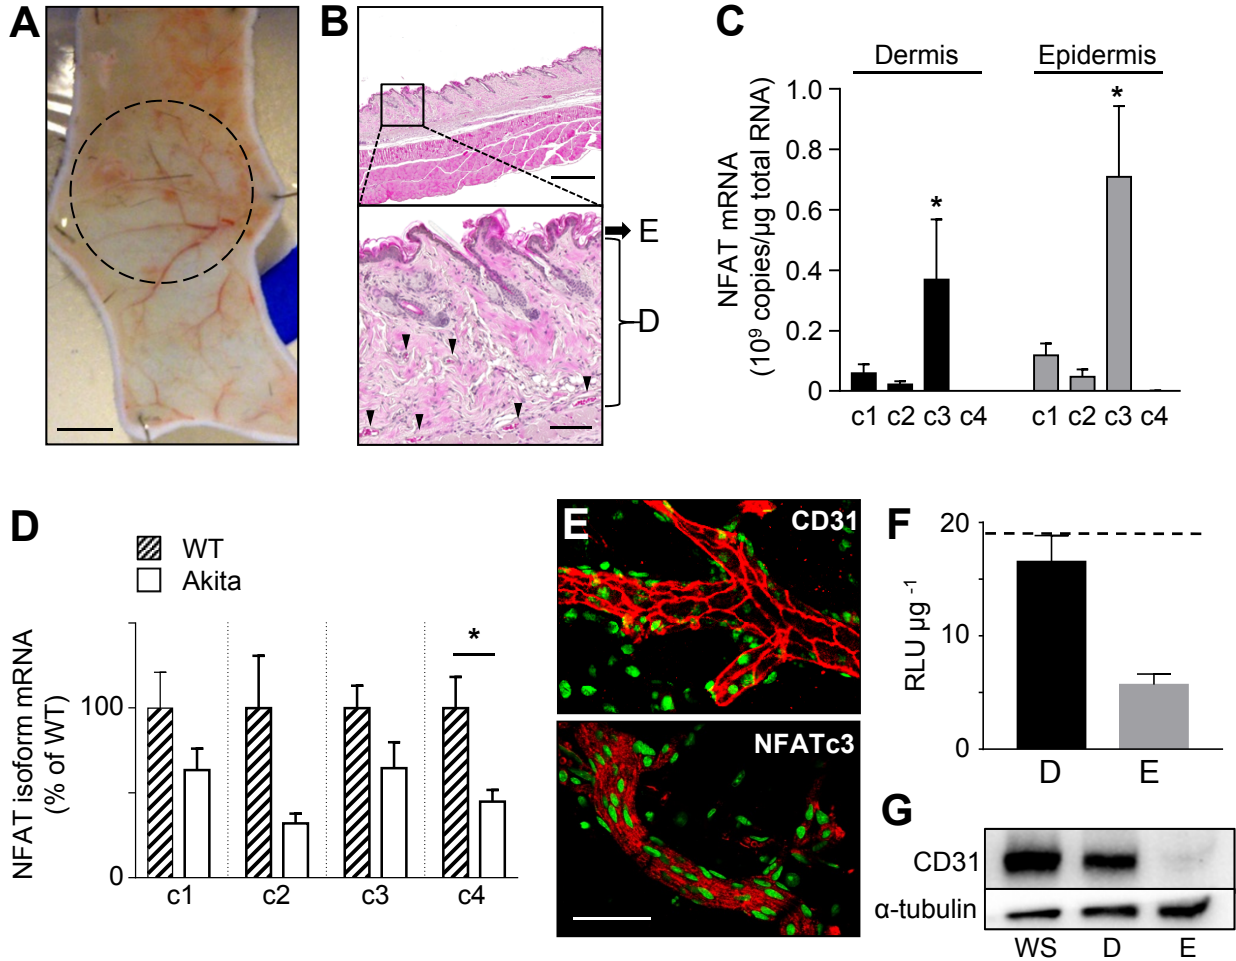 A
B
E
D
C
Dermis
Epidermis
NFAT mRNA
(10⁹ copies/µg total RNA)
1.0
0.8
0.6
0.4
0.2
0
*
*
c1 c2 c3 c4
c1 c2 c3 c4
D
WT
Akita
NFAT isoform mRNA
(% of WT)
100
0
*
c1
c2
c3
c4
E
CD31
NFATc3
F
RLU µg⁻¹
20
10
0
D
E
G
CD31
α-tubulin
WS
D
E